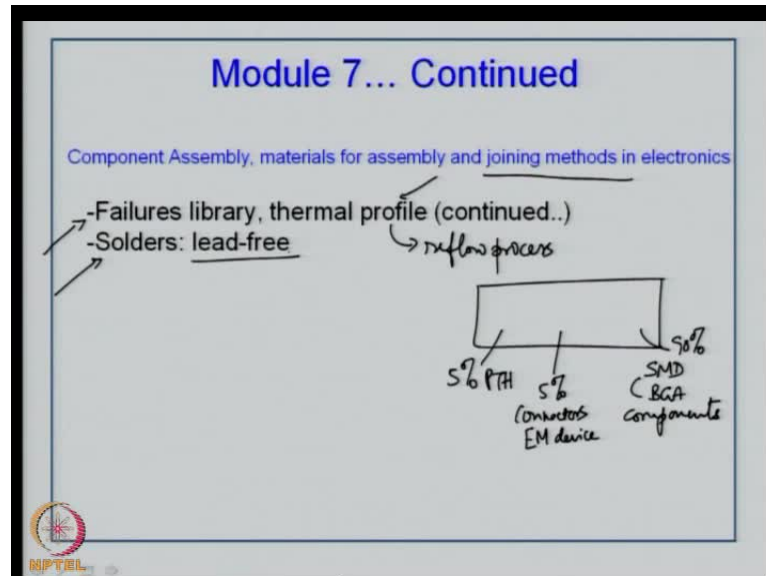 Module 7... Continued
Component Assembly, materials for assembly and joining methods in electronics
-Failures library, thermal profile (continued..)
-Solders: lead-free
reflow process
5% PTH
5%
Connectors
EM device
90%
SMD
BGA
components
NPTEL